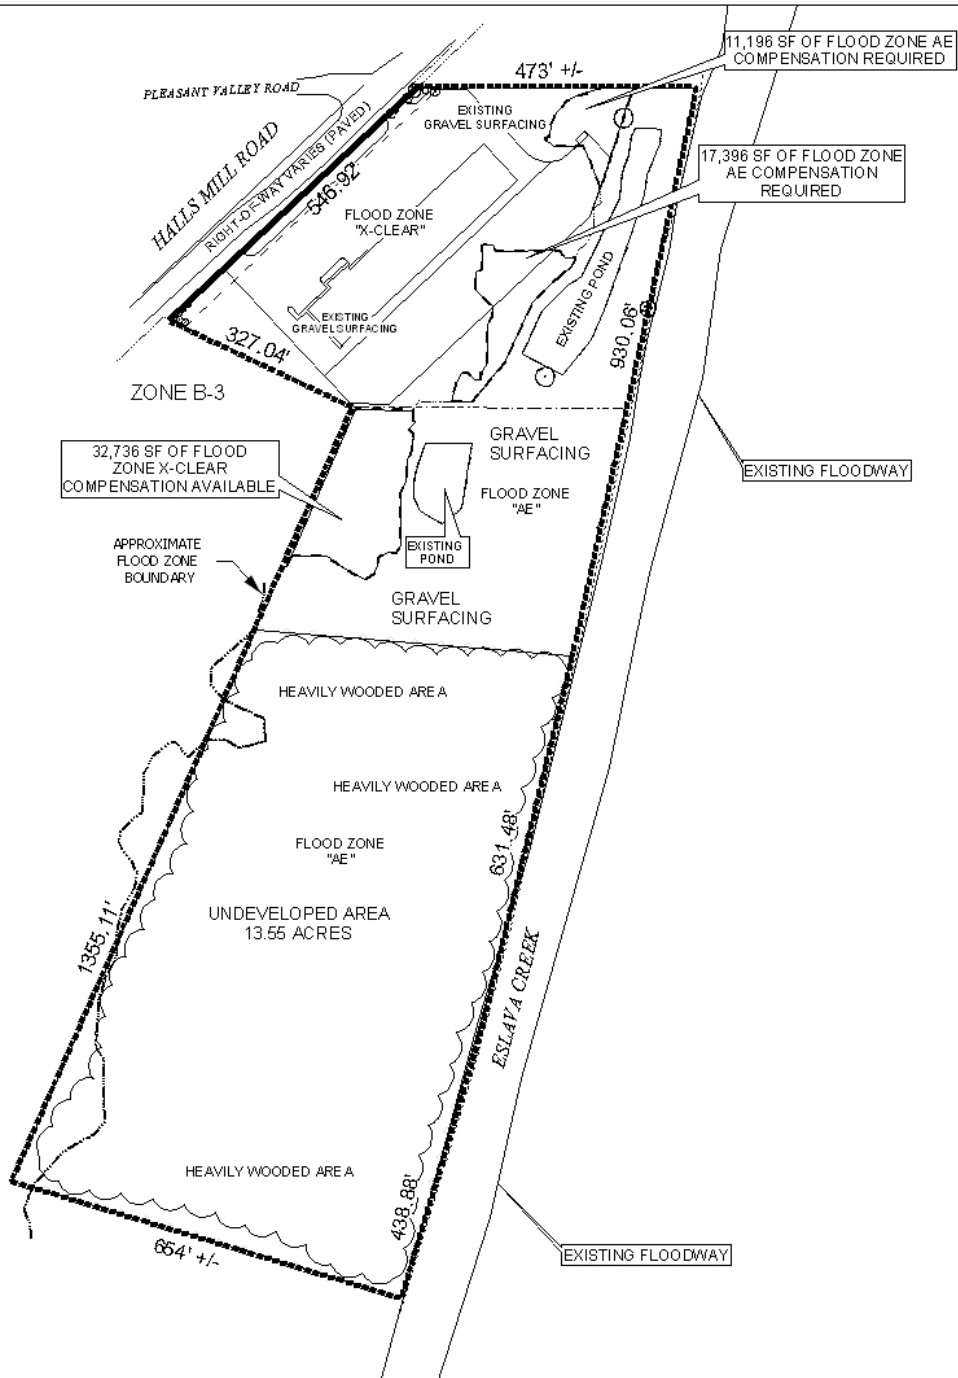 11,196 SF OF FLOOD ZONE AE
COMPENSATION REQUIRED
473' +/-
PLEASANT VALLEY ROAD
HALLS MILL ROAD
RIGHT-OF-WAY VARIES (PAVED)
546.92'
EXISTING
GRAVEL SURFACING
17,396 SF OF FLOOD ZONE
AE COMPENSATION
REQUIRED
FLOOD ZONE
"X-CLEAR"
EXISTING
GRAVEL SURFACING
EXISTING POND
930.06'
327.04'
ZONE B-3
32,736 SF OF FLOOD
ZONE X-CLEAR
COMPENSATION AVAILABLE
GRAVEL
SURFACING
EXISTING FLOODWAY
FLOOD ZONE
"AE"
EXISTING
POND
APPROXIMATE
FLOOD ZONE
BOUNDARY
GRAVEL
SURFACING
HEAVILY WOODED AREA
HEAVILY WOODED AREA
FLOOD ZONE
"AE"
631.48'
UNDEVELOPED AREA
13.55 ACRES
1355.11'
ESLAVA CREEK
HEAVILY WOODED AREA
438.88'
654' +/-
EXISTING FLOODWAY